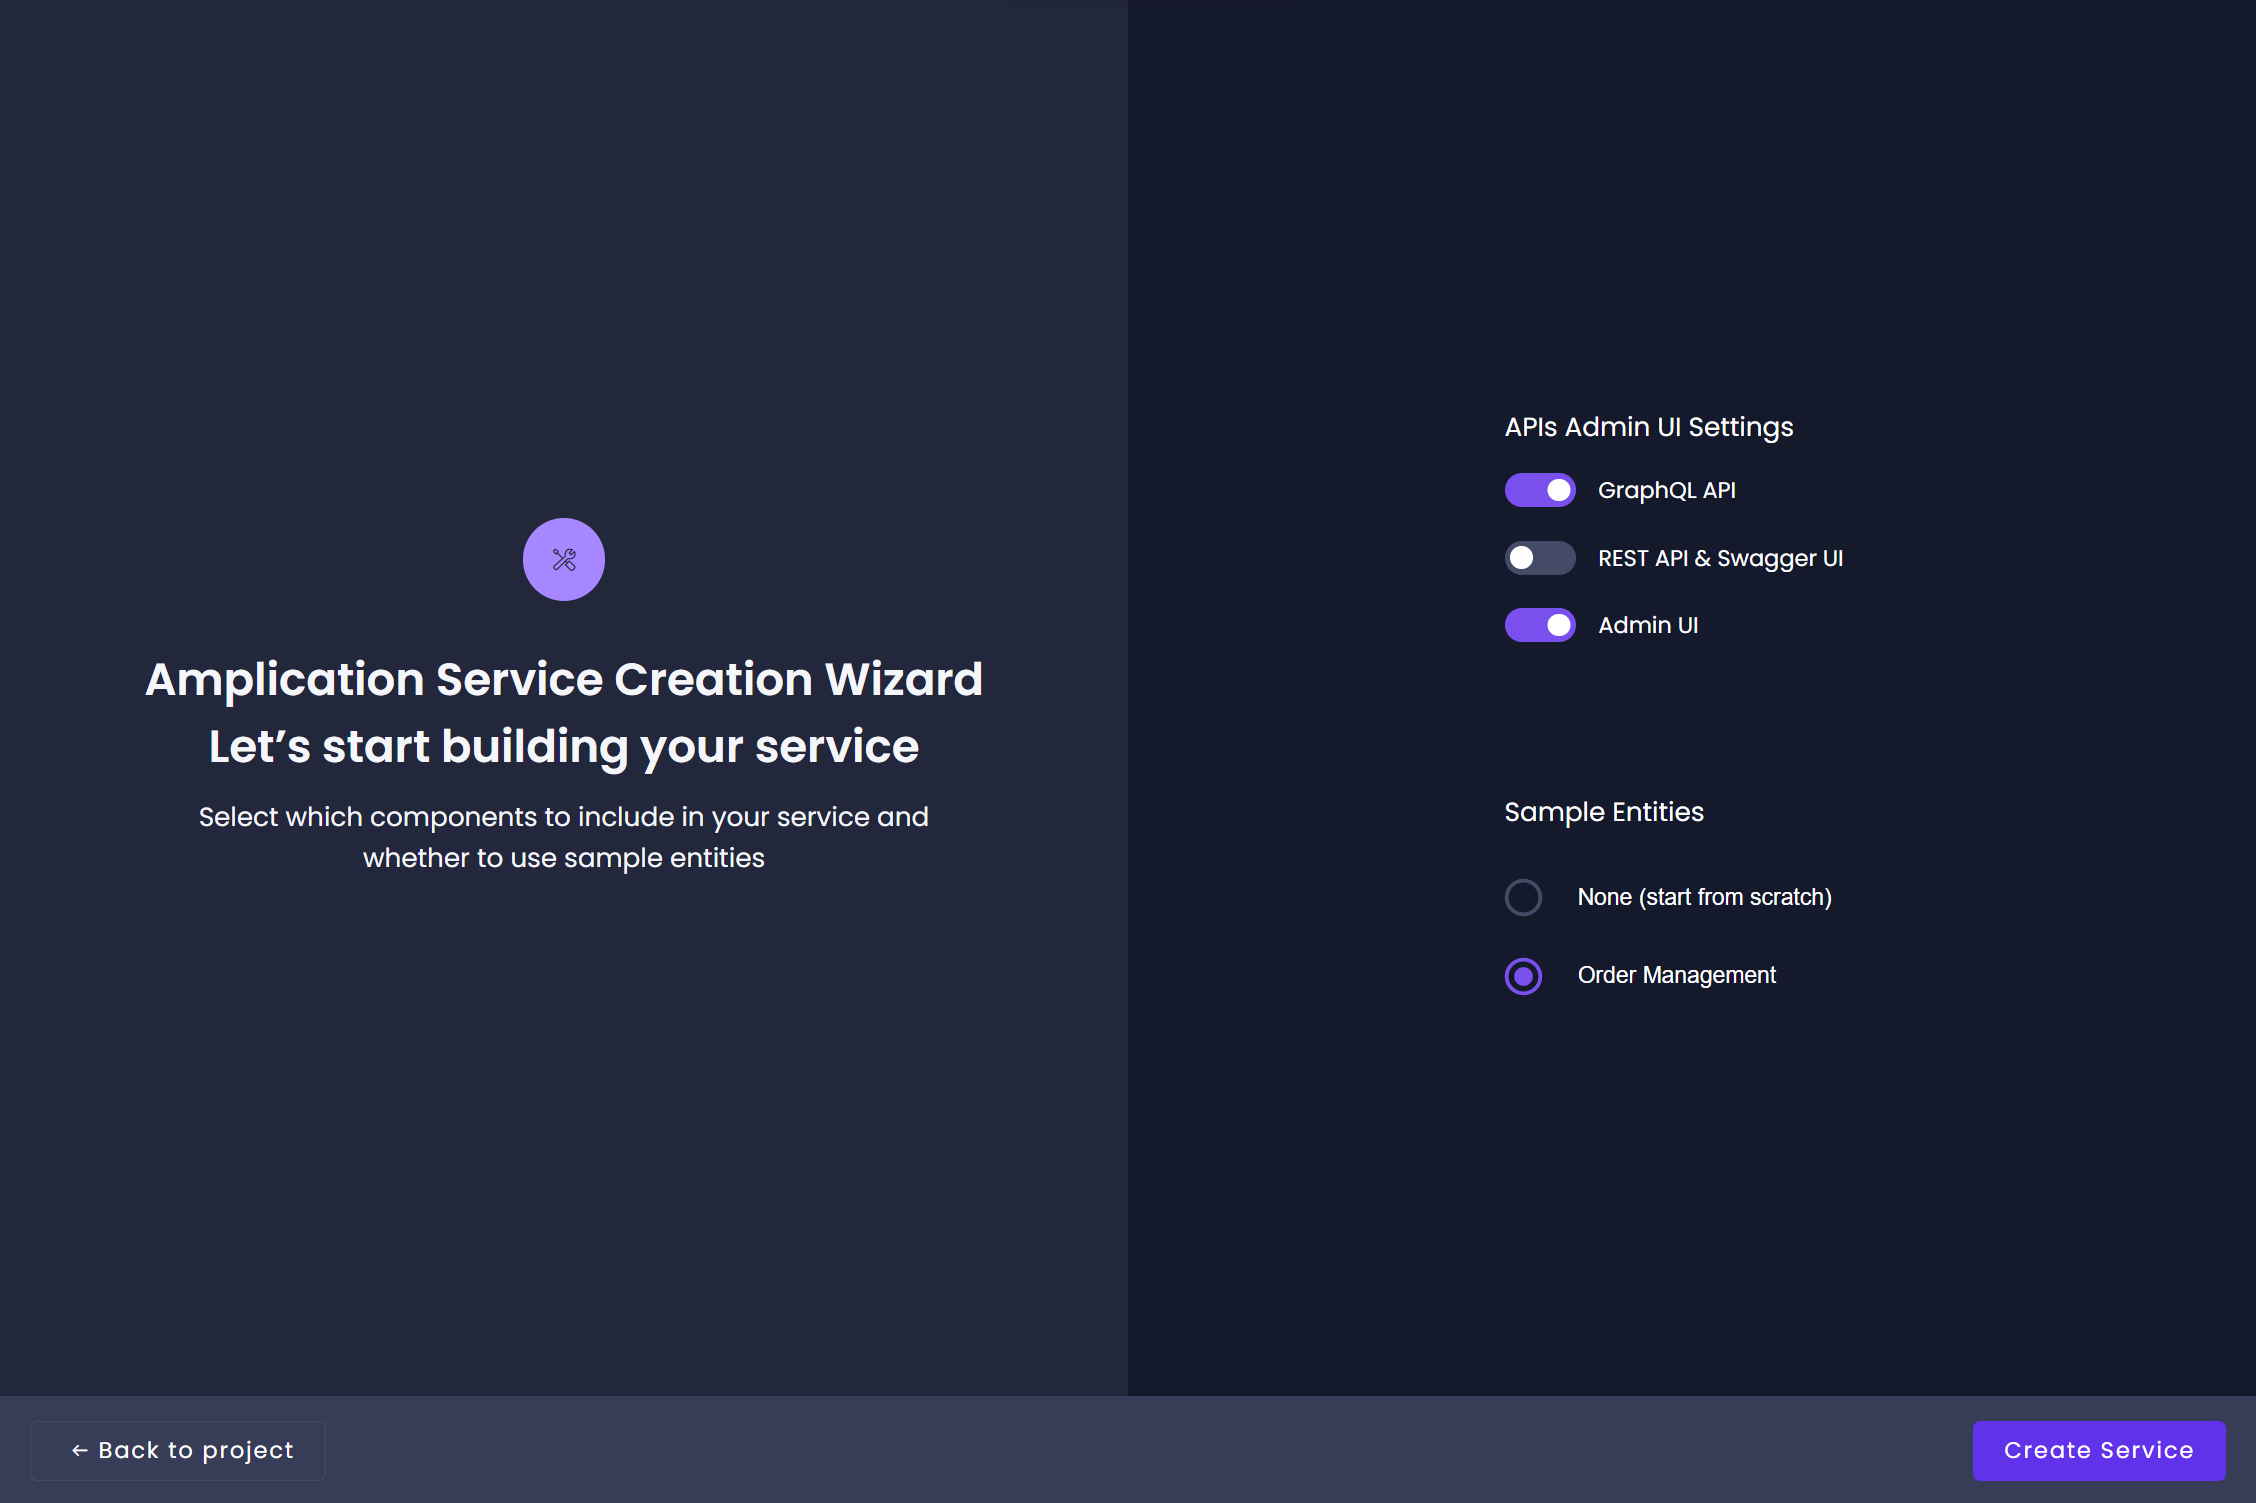 Amplication Service Creation Wizard
Let’s start building your service
Select which components to include in your service and
whether to use sample entities
APIs Admin UI Settings
GraphQL API
REST API & Swagger UI
Admin UI
Sample Entities
None (start from scratch)
Order Management
← Back to project
Create Service